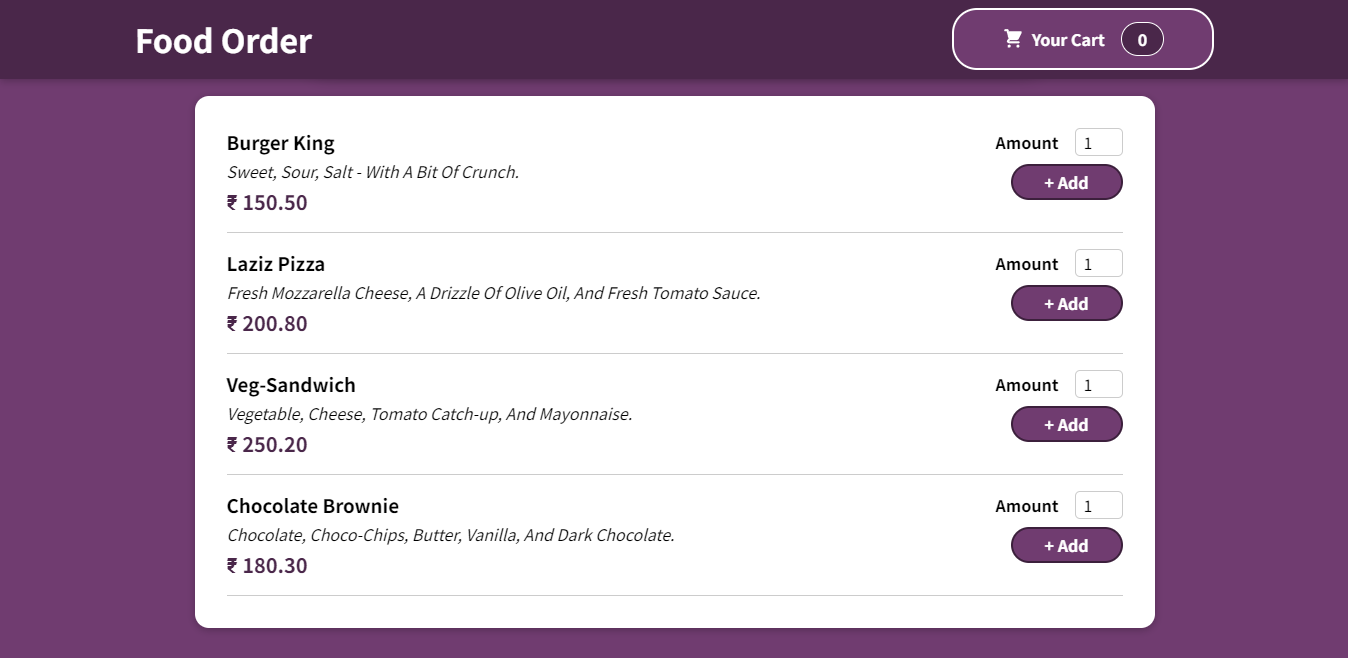 Food Order
Your Cart 0
Burger King
Sweet, Sour, Salt - With A Bit Of Crunch.
₹ 150.50
Amount 1
+ Add
Laziz Pizza
Fresh Mozzarella Cheese, A Drizzle Of Olive Oil, And Fresh Tomato Sauce.
₹ 200.80
Amount 1
+ Add
Veg-Sandwich
Vegetable, Cheese, Tomato Catch-up, And Mayonnaise.
₹ 250.20
Amount 1
+ Add
Chocolate Brownie
Chocolate, Choco-Chips, Butter, Vanilla, And Dark Chocolate.
₹ 180.30
Amount 1
+ Add